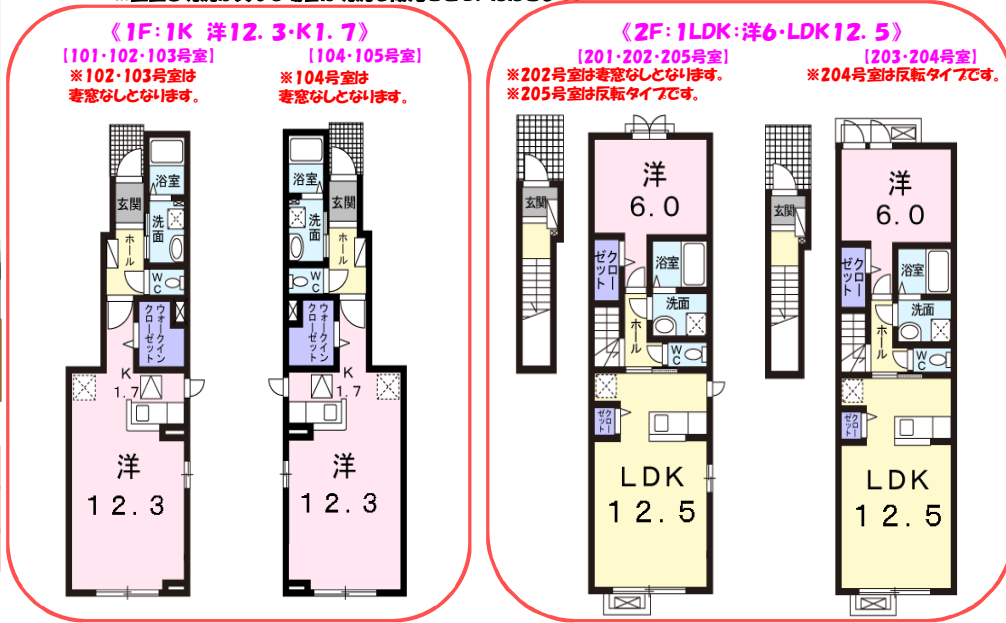 《1F:1K 洋12.3・K1.7》
【101・102・103号室】
※102・103号室は
妻窓なしとなります。
【104・105号室】
※104号室は
妻窓なしとなります。
浴室
玄関
洗面
ホール
WC
ウォークインクローゼット
K
1.7
洋
12.3
浴室
玄関
洗面
ホール
WC
ウォークインクローゼット
K
1.7
洋
12.3
《2F:1LDK:洋6・LDK12.5》
【201・202・205号室】
※202号室は妻窓なしとなります。
※205号室は反転タイプです。
【203・204号室】
※204号室は反転タイプです。
玄関
洋
6.0
クローゼット
浴室
洗面
ホール
WC
クローゼット
LDK
12.5
玄関
洋
6.0
クローゼット
浴室
洗面
ホール
WC
クローゼット
LDK
12.5